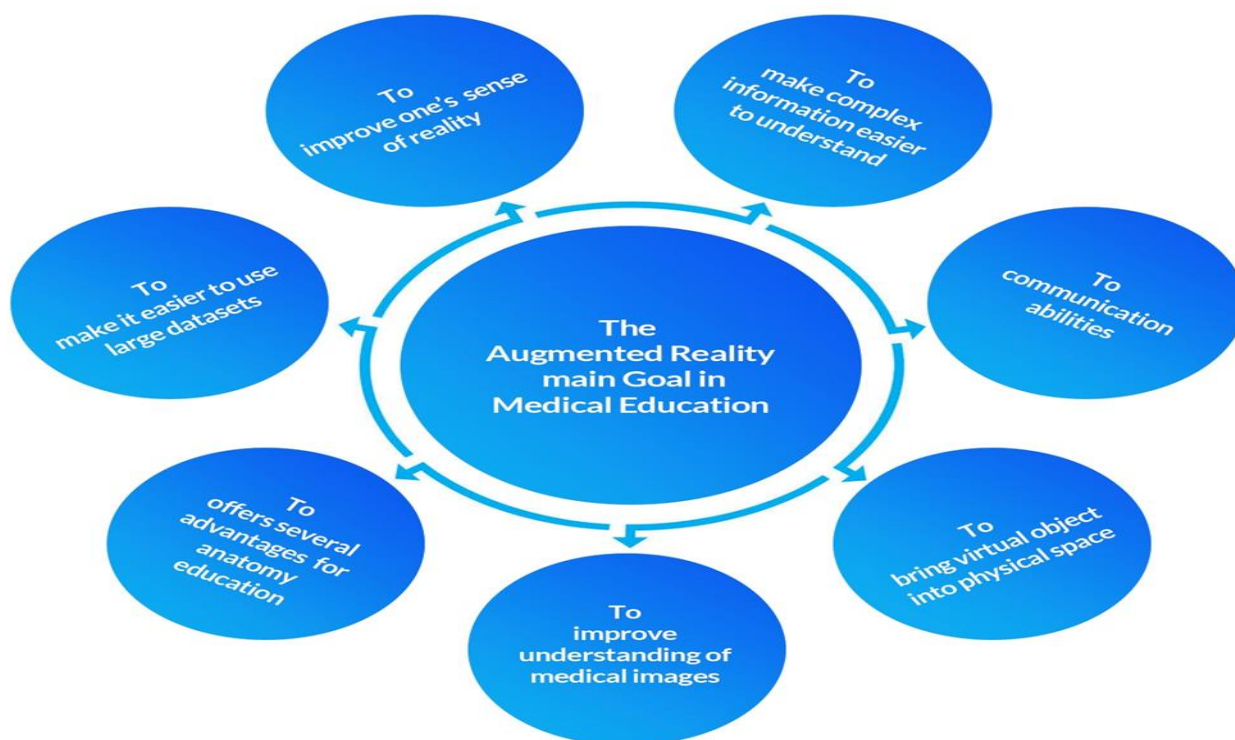 The
Augmented Reality
main Goal in
Medical Education
To
improve one's sense
of reality
To
make complex
information easier
to understand
To
communication
abilities
To
bring virtual object
into physical space
To
improve
understanding of
medical images
To
offers several
advantages for
anatomy
education
To
make it easier to use
large datasets